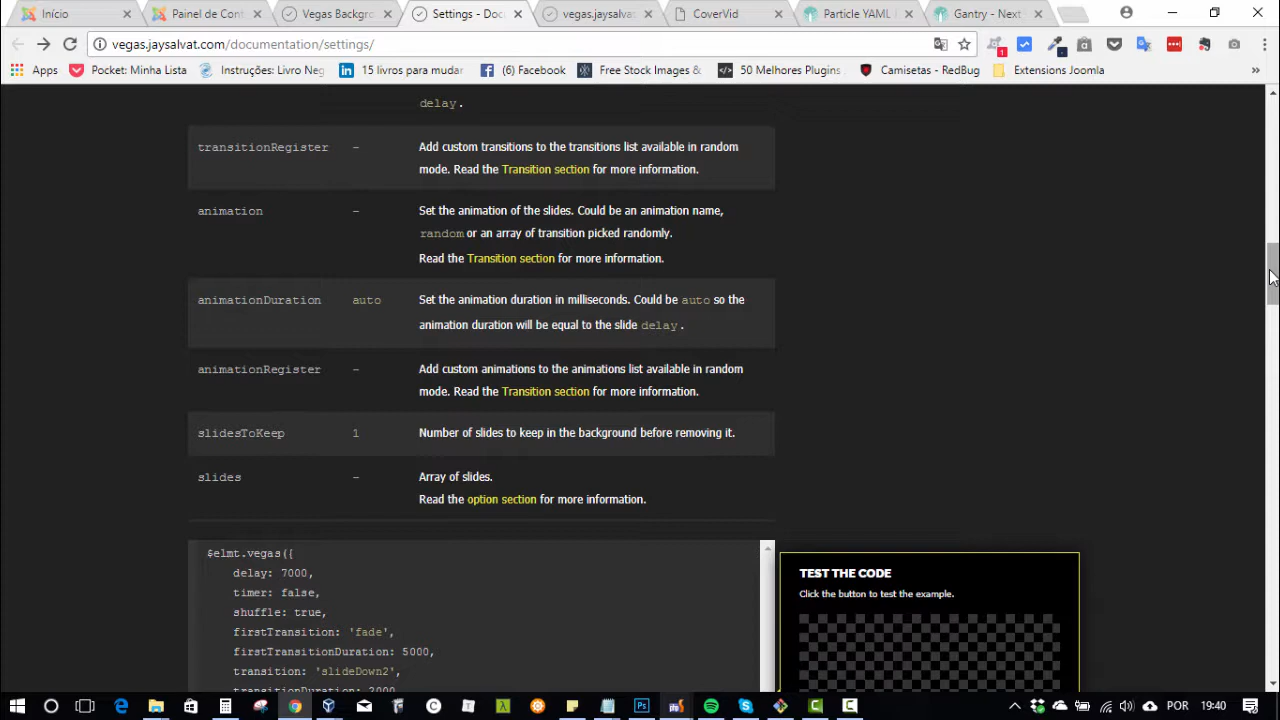 Início
Painel de Cont
Vegas Backgro
Settings - Docu
vegas.jaysalvat
CoverVid
Particle YAML
Gantry - Next
vegas.jaysalvat.com/documentation/settings/
Apps
Pocket: Minha Lista
Instruções: Livro Neg
15 livros para mudar
(6) Facebook
Free Stock Images &
50 Melhores Plugins
Camisetas - RedBug
Extensions Joomla
»
delay.
transitionRegister – Add custom transitions to the transitions list available in random
mode. Read the Transition section for more information.
animation – Set the animation of the slides. Could be an animation name,
random or an array of transition picked randomly.
Read the Transition section for more information.
animationDuration auto Set the animation duration in milliseconds. Could be auto so the
animation duration will be equal to the slide delay.
animationRegister – Add custom animations to the animations list available in random
mode. Read the Transition section for more information.
slidesToKeep 1 Number of slides to keep in the background before removing it.
slides – Array of slides.
Read the option section for more information.
$elmt.vegas({
delay: 7000,
timer: false,
shuffle: true,
firstTransition: 'fade',
firstTransitionDuration: 5000,
transition: 'slideDown2',
transitionDuration: 3000
TEST THE CODE
Click the button to test the example.
POR
19:40